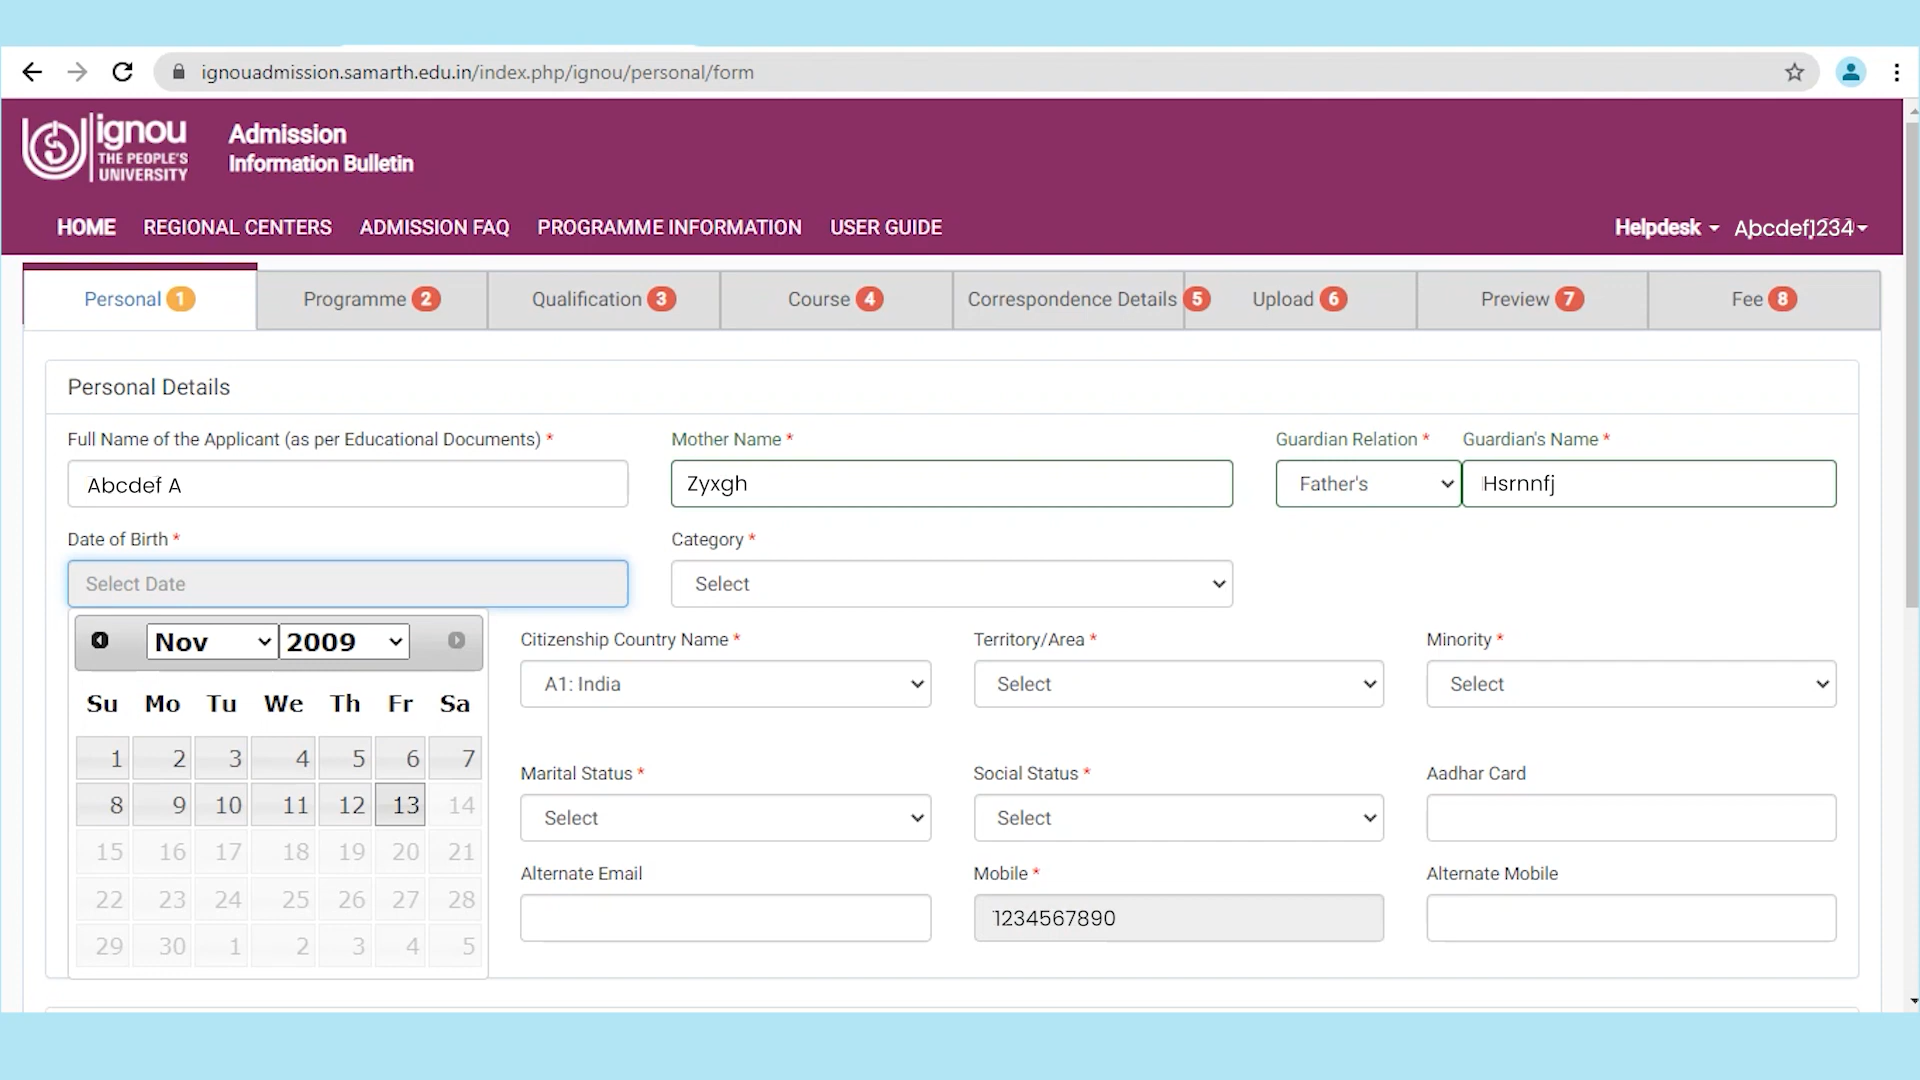 ignouadmission.samarth.edu.in/index.php/ignou/personal/form
ignou
THE PEOPLE'S
UNIVERSITY
Admission
Information Bulletin
HOME REGIONAL CENTERS ADMISSION FAQ PROGRAMME INFORMATION USER GUIDE Helpdesk Abcdef1234
Personal 1 Programme 2 Qualification 3 Course 4 Correspondence Details 5 Upload 6 Preview 7 Fee 8
Personal Details
Full Name of the Applicant (as per Educational Documents) * Mother Name * Guardian Relation * Guardian's Name *
Abcdef A Zyxgh Father's Hsrnnfj
Date of Birth * Category *
Select Date Select
Nov 2009
Su Mo Tu We Th Fr Sa
1 2 3 4 5 6 7
8 9 10 11 12 13 14
15 16 17 18 19 20 21
22 23 24 25 26 27 28
29 30 1 2 3 4 5
Citizenship Country Name * Territory/Area * Minority *
A1: India Select Select
Marital Status * Social Status * Aadhar Card
Select Select
Alternate Email Mobile * Alternate Mobile
1234567890